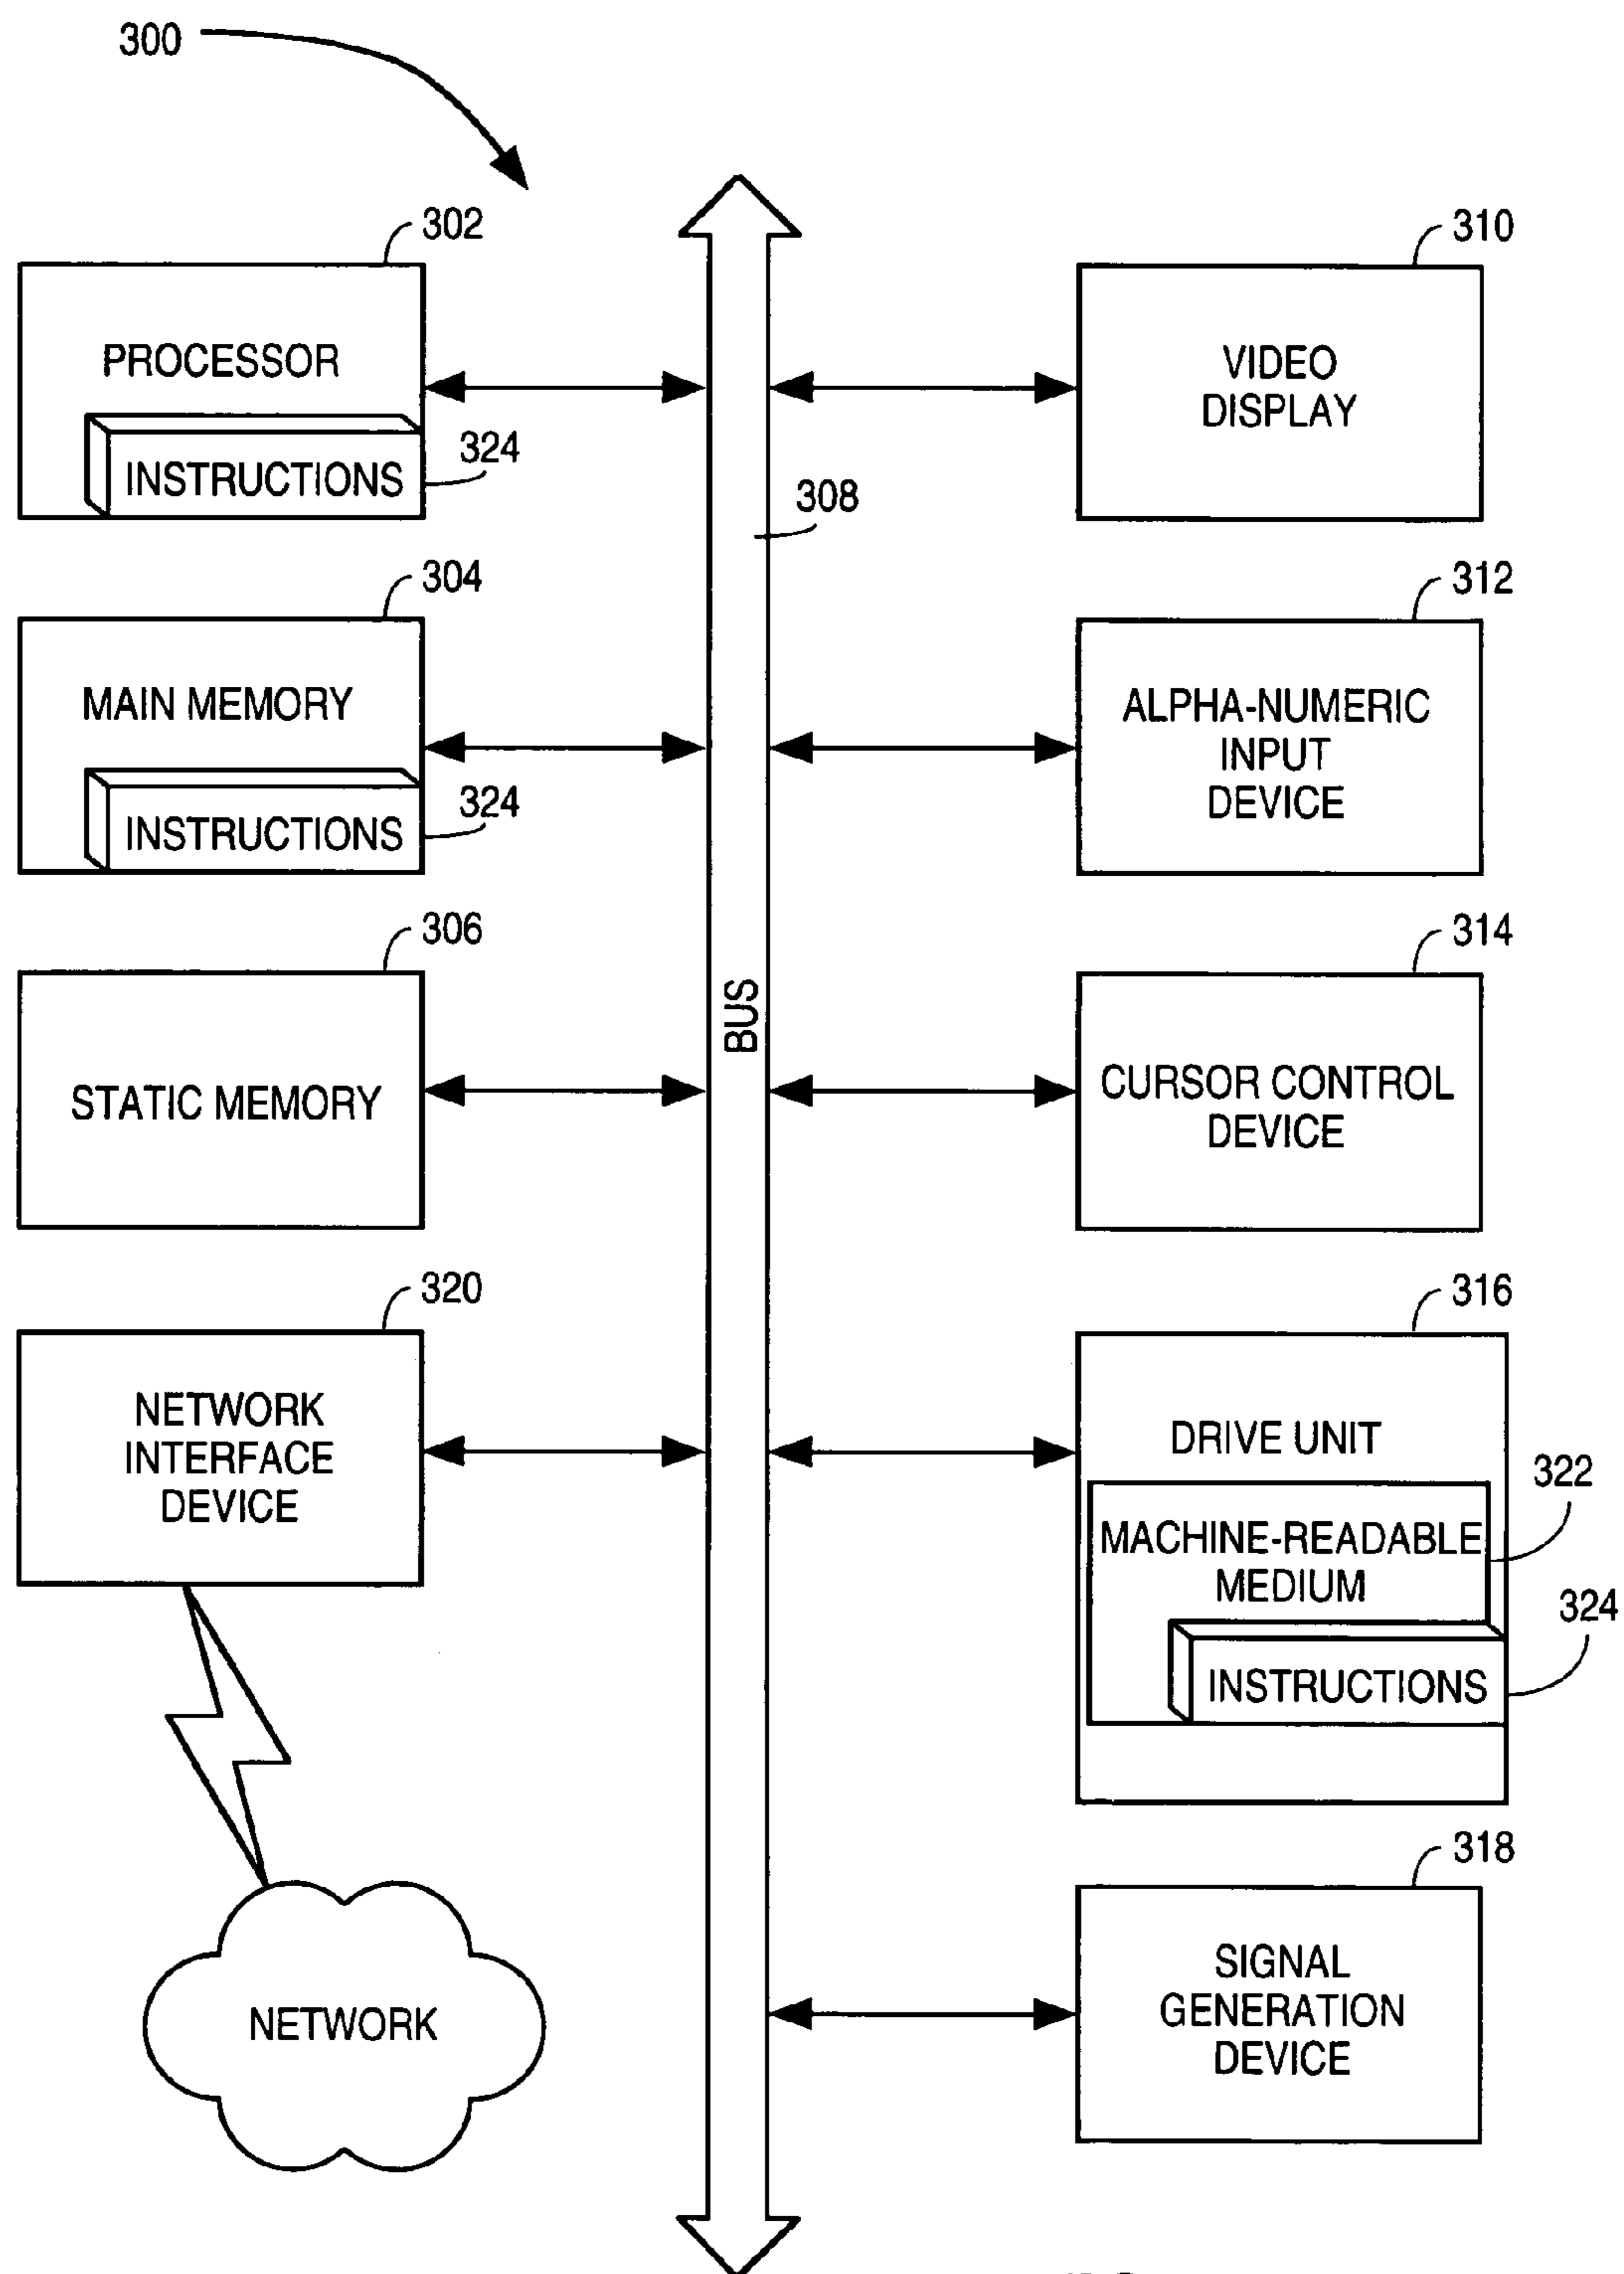 300
302
PROCESSOR
INSTRUCTIONS
324
304
MAIN MEMORY
INSTRUCTIONS
324
306
STATIC MEMORY
320
NETWORK
INTERFACE
DEVICE
NETWORK
308
BUS
310
VIDEO
DISPLAY
312
ALPHA-NUMERIC
INPUT
DEVICE
314
CURSOR CONTROL
DEVICE
316
DRIVE UNIT
322
MACHINE-READABLE
MEDIUM
324
INSTRUCTIONS
318
SIGNAL
GENERATION
DEVICE